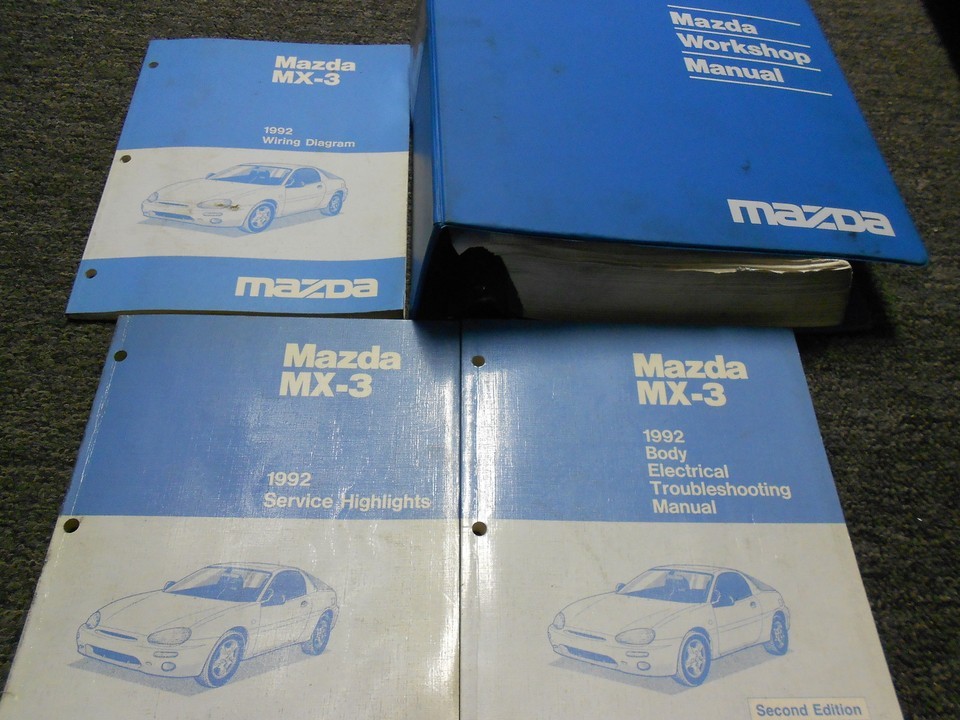 Mazda
MX-3
1992
Wiring Diagram
mazda
Mazda
Workshop
Manual
mazda
Mazda
MX-3
1992
Service Highlights
Mazda
MX-3
1992
Body
Electrical
Troubleshooting
Manual
Second Edition